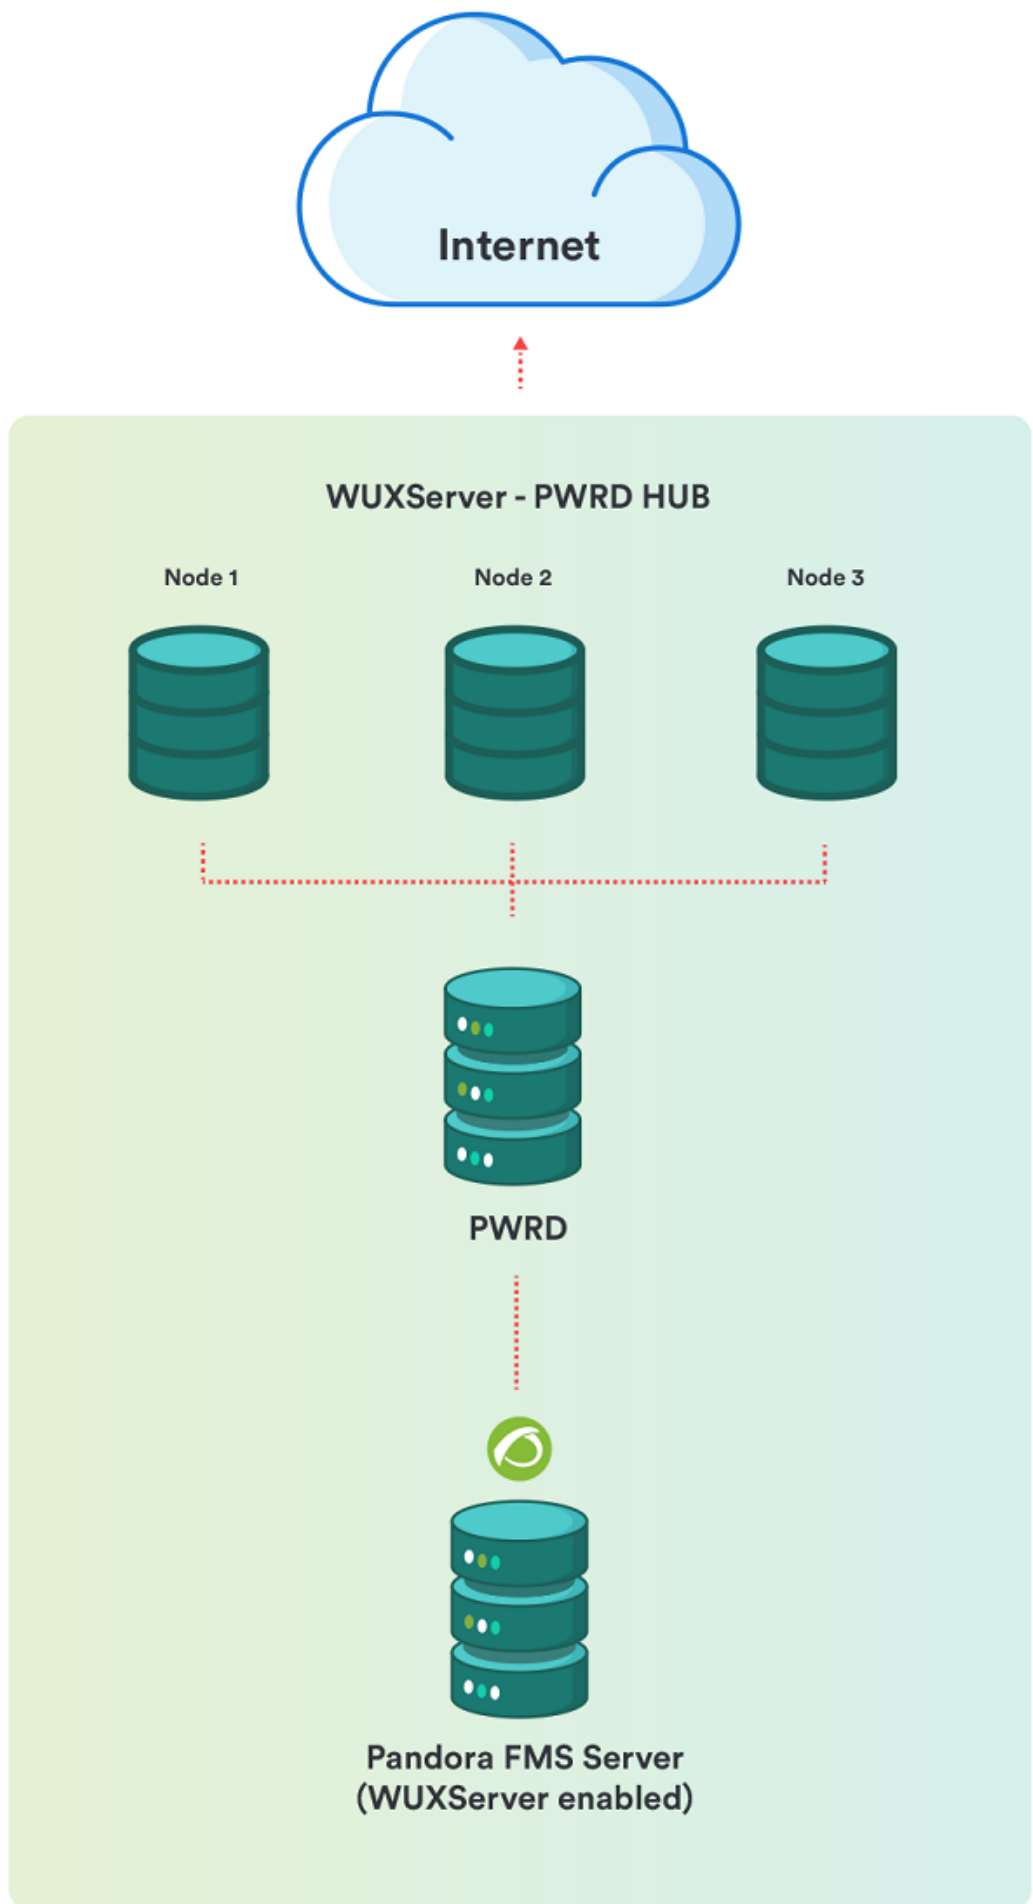 Internet
WUXServer - PWRD HUB
Node 1
Node 2
Node 3
PWRD
Pandora FMS Server
(WUXServer enabled)